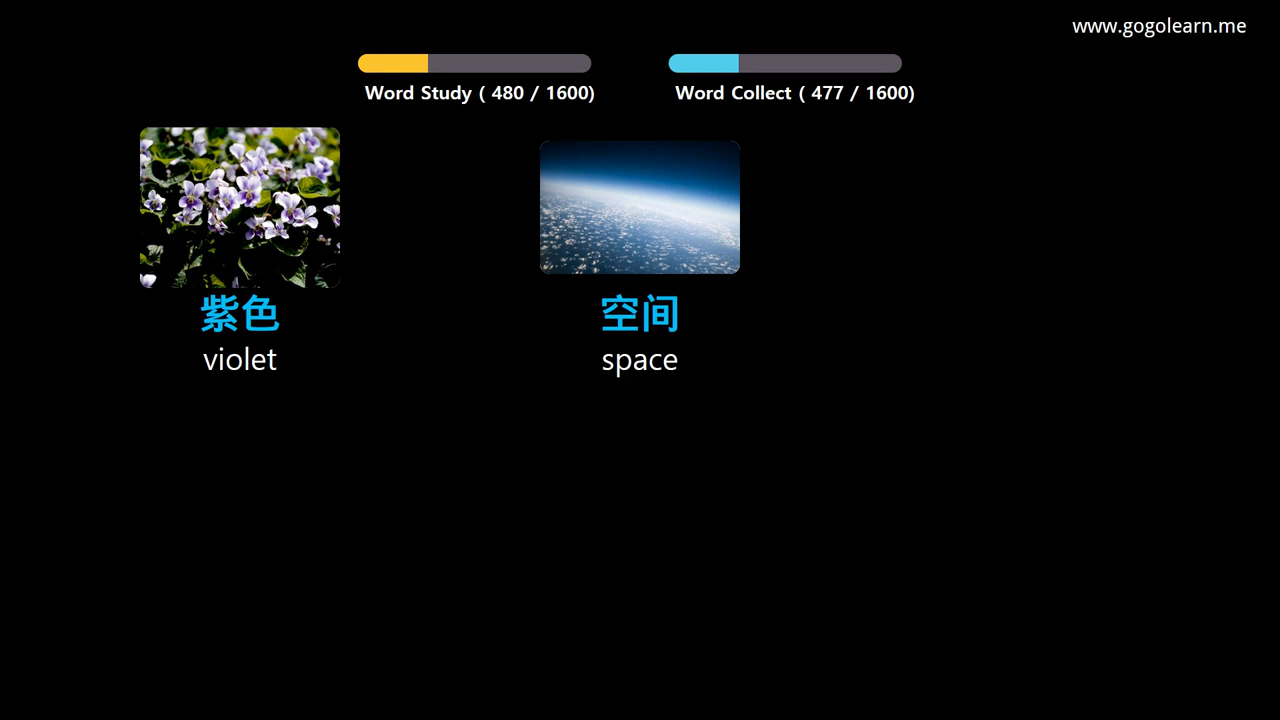 www.gogolearn.me
Word Study ( 480 / 1600)
Word Collect ( 477 / 1600)
紫色
violet
空间
space